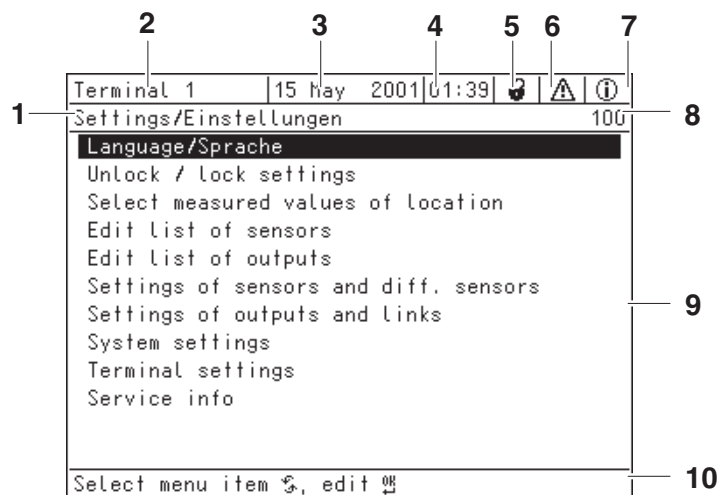 2 3 4 5 6 7
Terminal 1 15 May 2001 01:39
1 Settings/Einstellungen 100 8
Language/Sprache
Unlock / lock settings
Select measured values of location
Edit list of sensors
Edit list of outputs
Settings of sensors and diff. sensors
Settings of outputs and links 9
System settings
Terminal settings
Service info
Select menu item , edit OK 10